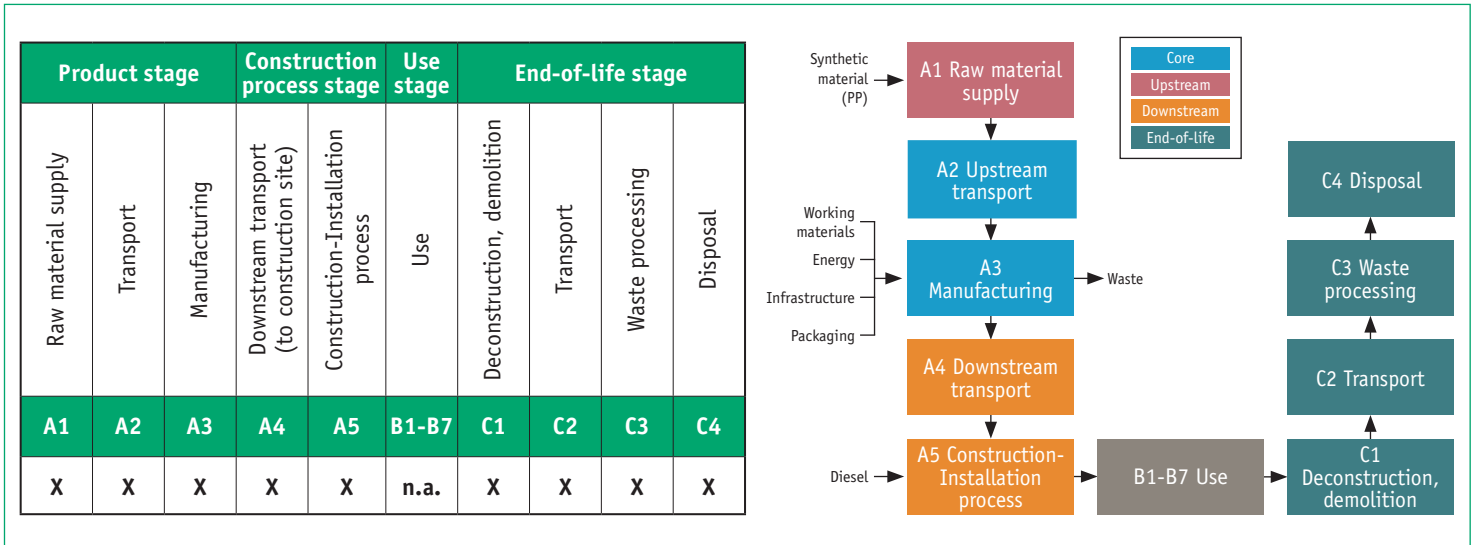 Product stage
Construction
process stage
Use
stage
End-of-life stage
Raw material supply
Transport
Manufacturing
Downstream transport
(to construction site)
Construction-Installation
process
Use
Deconstruction, demolition
Transport
Waste processing
Disposal
A1 A2 A3 A4 A5 B1-B7 C1 C2 C3 C4
X X X X X n.a. X X X X
Synthetic
material
(PP)
A1 Raw material
supply
Core
Upstream
Downstream
End-of-life
A2 Upstream
transport
Working
materials
Energy
Infrastructure
Packaging
A3
Manufacturing
Waste
A4 Downstream
transport
Diesel
A5 Construction-
Installation
process
B1-B7 Use
C1
Deconstruction,
demolition
C2 Transport
C3 Waste
processing
C4 Disposal